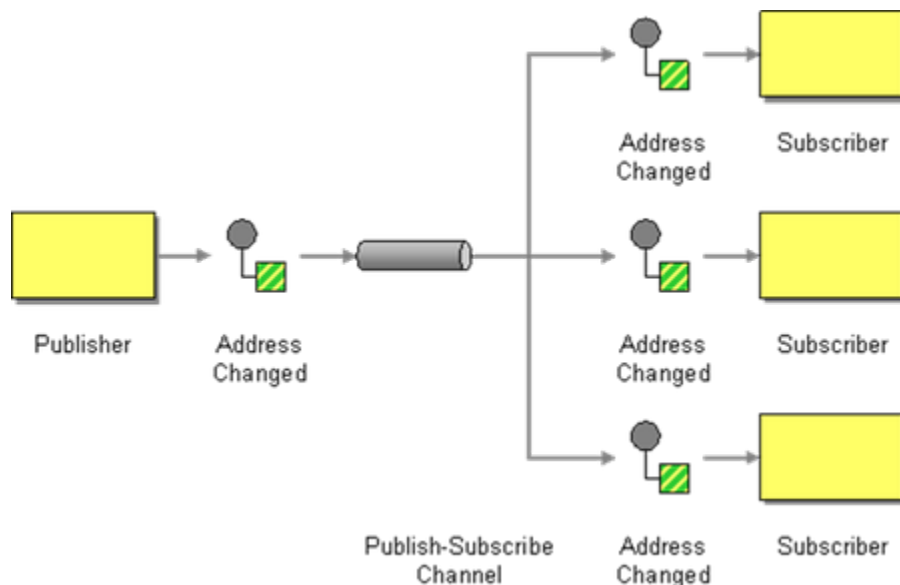 Address
Changed
Subscriber
Publisher
Address
Changed
Address
Changed
Subscriber
Publish-Subscribe
Channel
Address
Changed
Subscriber